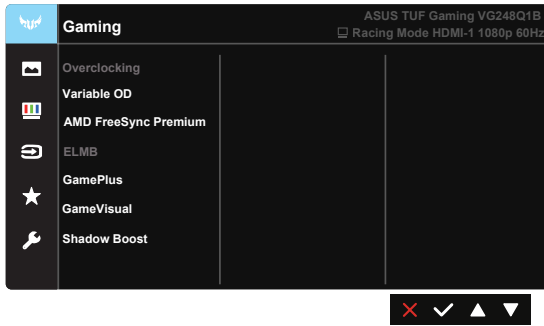 Gaming
ASUS TUF Gaming VG248Q1B
Racing Mode HDMI-1 1080p 60Hz
Overclocking
Variable OD
AMD FreeSync Premium
ELMB
GamePlus
GameVisual
Shadow Boost